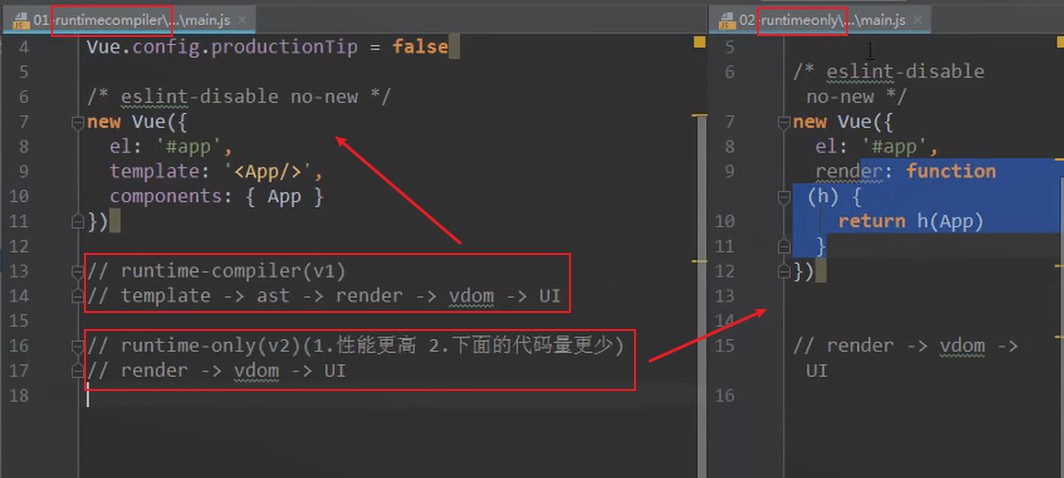 01-runtimecompiler\...\main.js ×
4 Vue.config.productionTip = false
5
6 /* eslint-disable no-new */
7 new Vue({
8 el: '#app',
9 template: '<App/>',
10 components: { App }
11 })
12
13 // runtime-compiler(v1)
14 // template -> ast -> render -> vdom -> UI
15
16 // runtime-only(v2)(1.性能更高 2.下面的代码量更少)
17 // render -> vdom -> UI
18
02-runtimeonly\...\main.js ×
5
6 /* eslint-disable
no-new */
7 new Vue({
8 el: '#app',
9 render: function
(h) {
10 return h(App)
11 }
12 })
13
14
15 // render -> vdom ->
UI
16